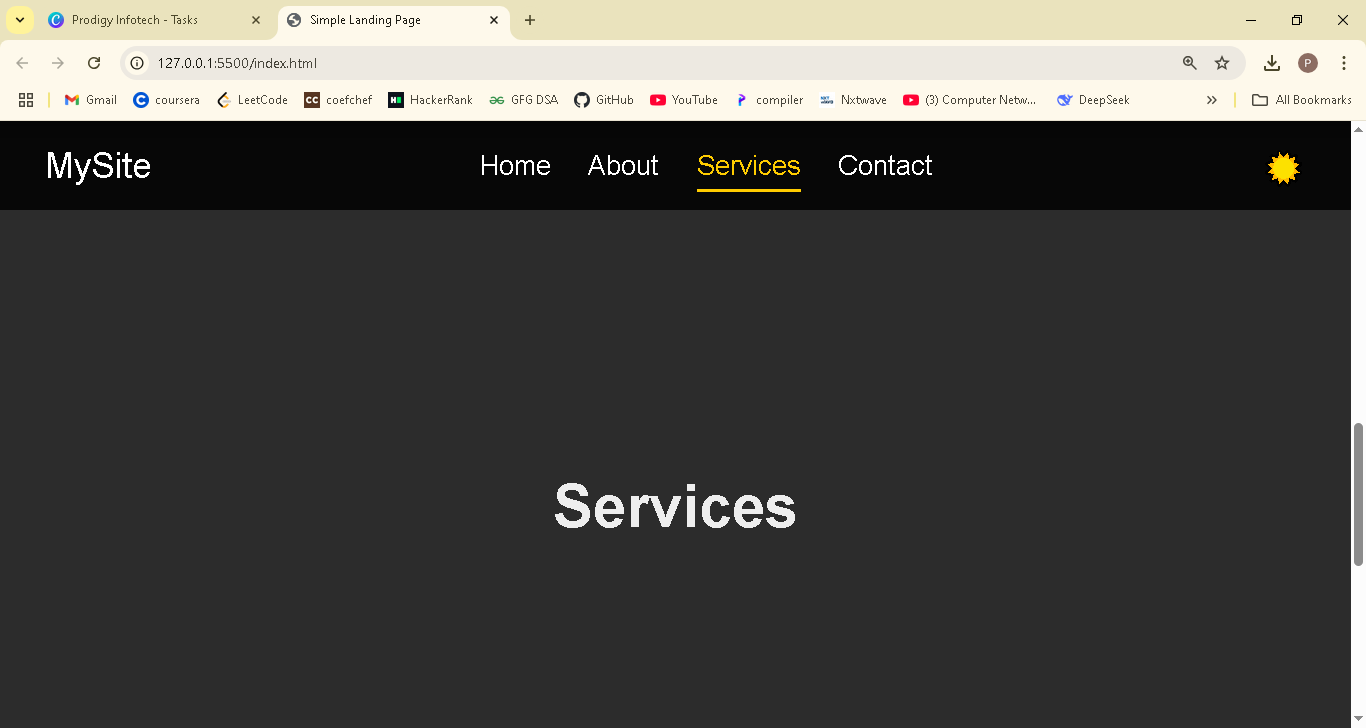 Prodigy Infotech - Tasks
Simple Landing Page
127.0.0.1:5500/index.html
P
Gmail
coursera
LeetCode
CC coefchef
HackerRank
GFG DSA
GitHub
YouTube
compiler
Nxtwave
(3) Computer Netw...
DeepSeek
All Bookmarks
MySite
Home About Services Contact
Services